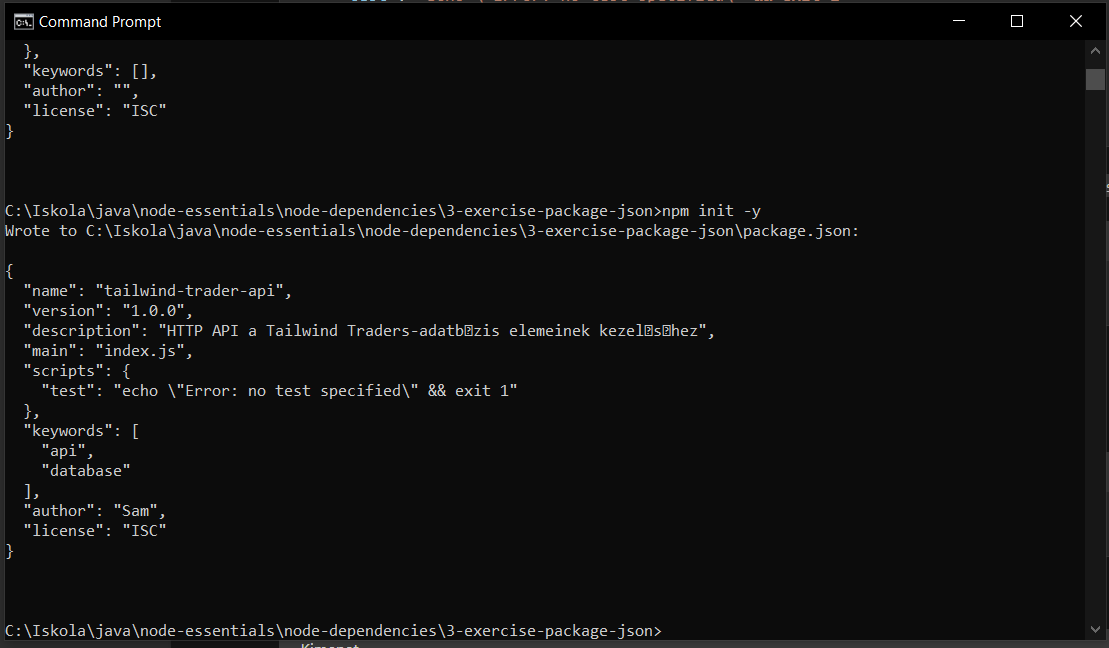 Command Prompt
  },
  "keywords": [],
  "author": "",
  "license": "ISC"
}
C:\Iskola\java\node-essentials\node-dependencies\3-exercise-package-json>npm init -y
Wrote to C:\Iskola\java\node-essentials\node-dependencies\3-exercise-package-json\package.json:
{
  "name": "tailwind-trader-api",
  "version": "1.0.0",
  "description": "HTTP API a Tailwind Traders-adatb�zis elemeinek kezel�s�hez",
  "main": "index.js",
  "scripts": {
    "test": "echo \"Error: no test specified\" && exit 1"
  },
  "keywords": [
    "api",
    "database"
  ],
  "author": "Sam",
  "license": "ISC"
}
C:\Iskola\java\node-essentials\node-dependencies\3-exercise-package-json>